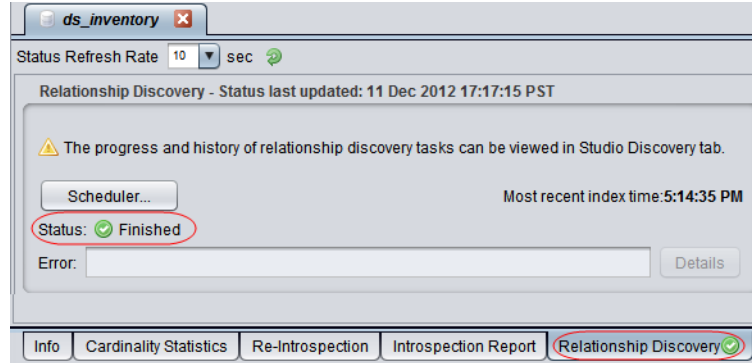 ds_inventory
Status Refresh Rate 10 sec
Relationship Discovery - Status last updated: 11 Dec 2012 17:17:15 PST
The progress and history of relationship discovery tasks can be viewed in Studio Discovery tab.
Scheduler... Most recent index time:5:14:35 PM
Status: Finished
Error: Details
Info Cardinality Statistics Re-Introspection Introspection Report Relationship Discovery